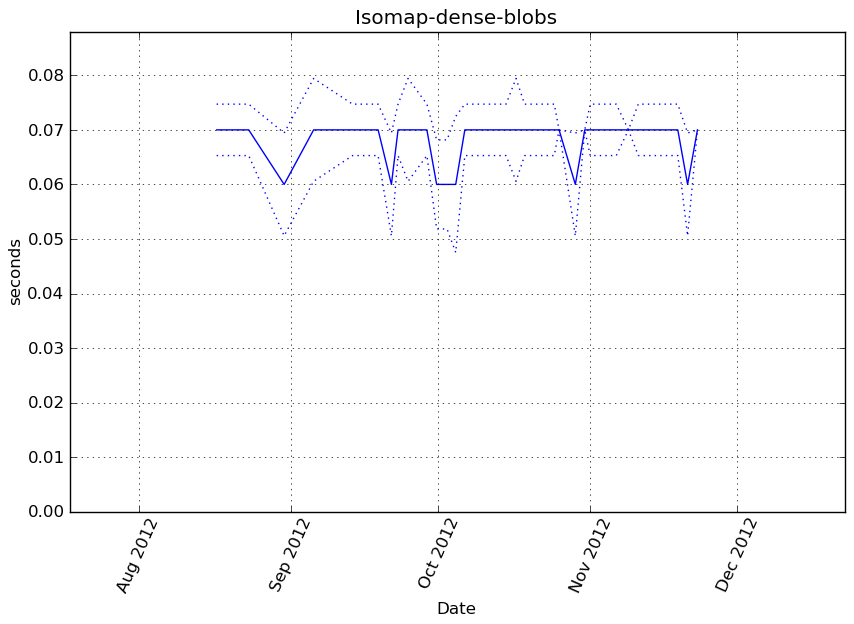 Isomap-dense-blobs
0.08
0.07
0.06
0.05
0.04
0.03
0.02
0.01
0.00
seconds
Aug 2012
Sep 2012
Oct 2012
Nov 2012
Dec 2012
Date